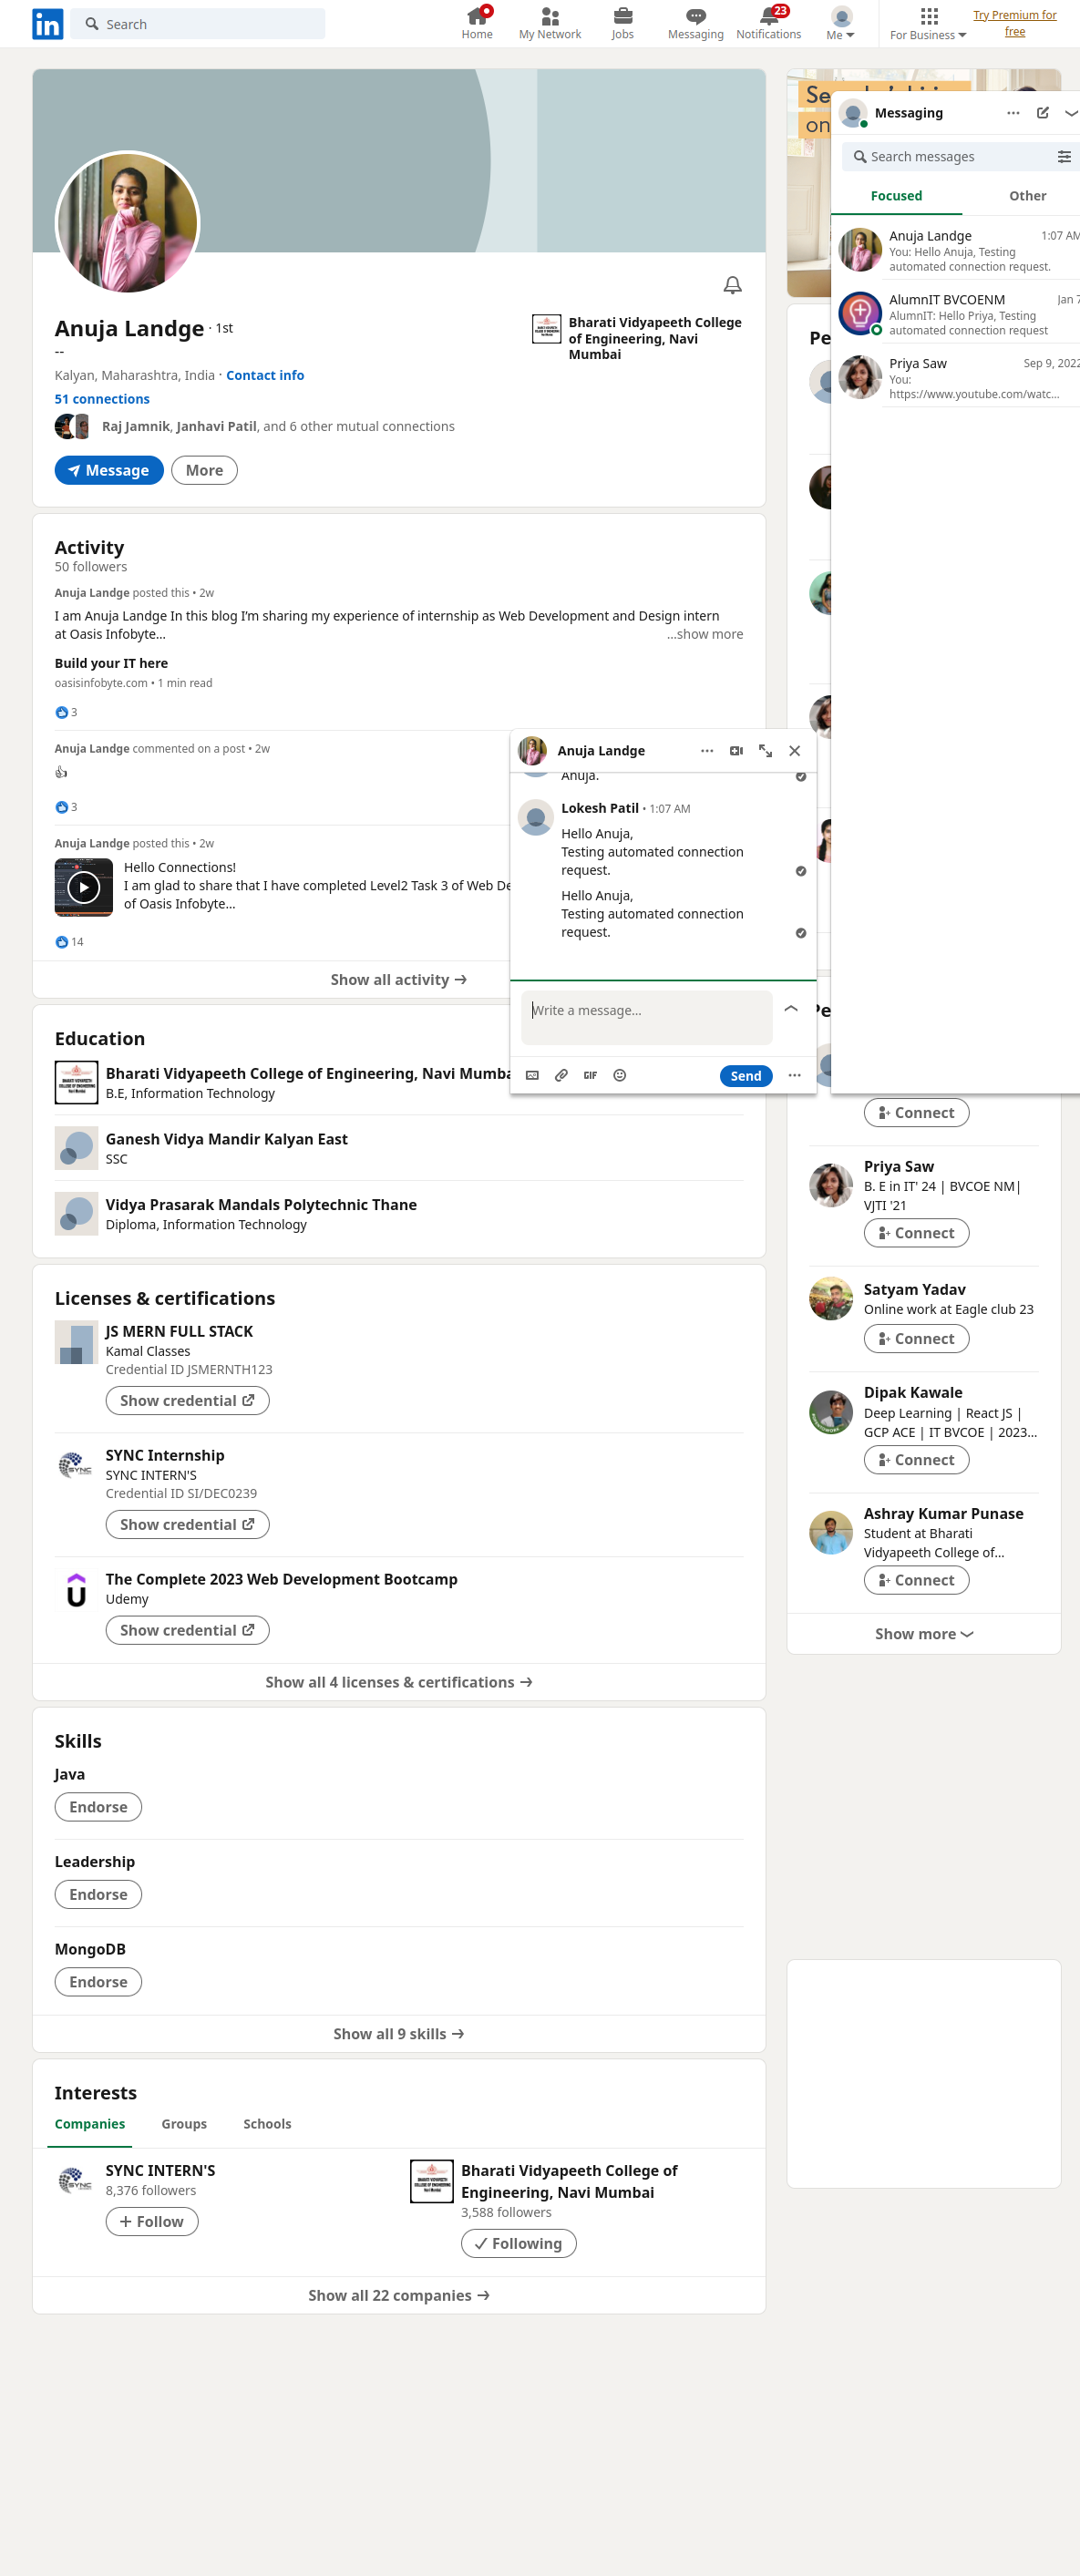 in
Search
Home
My Network
Jobs
Messaging
23
Notifications
Me
For Business
Try Premium for
free
Anuja Landge · 1st
--
Kalyan, Maharashtra, India · Contact info
51 connections
Raj Jamnik, Janhavi Patil, and 6 other mutual connections
Message
More
Bharati Vidyapeeth College
of Engineering, Navi
Mumbai
on
Messaging
Search messages
Focused
Other
Anuja Landge
1:07 AM
You: Hello Anuja, Testing
automated connection request.
AlumnIT BVCOENM
Jan 7
AlumnIT: Hello Priya, Testing
automated connection request
Priya Saw
Sep 9, 2022
You:
https://www.youtube.com/watc...
Activity
50 followers
Anuja Landge posted this • 2w
I am Anuja Landge In this blog I’m sharing my experience of internship as Web Development and Design intern
at Oasis Infobyte...
...show more
Build your IT here
oasisinfobyte.com • 1 min read
3
Anuja Landge commented on a post • 2w
👍
3
Anuja Landge posted this • 2w
Hello Connections!
I am glad to share that I have completed Level2 Task 3 of Web De
of Oasis Infobyte...
14
Show all activity →
Anuja Landge
Anuja.
Lokesh Patil • 1:07 AM
Hello Anuja,
Testing automated connection
request.
Hello Anuja,
Testing automated connection
request.
Write a message...
GIF
Send
Education
Bharati Vidyapeeth College of Engineering, Navi Mumba
B.E, Information Technology
Ganesh Vidya Mandir Kalyan East
SSC
Vidya Prasarak Mandals Polytechnic Thane
Diploma, Information Technology
Licenses & certifications
JS MERN FULL STACK
Kamal Classes
Credential ID JSMERNTH123
Show credential
SYNC Internship
SYNC INTERN'S
Credential ID SI/DEC0239
Show credential
The Complete 2023 Web Development Bootcamp
Udemy
Show credential
Show all 4 licenses & certifications →
Skills
Java
Endorse
Leadership
Endorse
MongoDB
Endorse
Show all 9 skills →
Interests
Companies
Groups
Schools
SYNC INTERN'S
8,376 followers
+ Follow
Bharati Vidyapeeth College of
Engineering, Navi Mumbai
3,588 followers
Following
Show all 22 companies →
Pe
Pe
Connect
Priya Saw
B. E in IT' 24 | BVCOE NM|
VJTI '21
Connect
Satyam Yadav
Online work at Eagle club 23
Connect
Dipak Kawale
Deep Learning | React JS |
GCP ACE | IT BVCOE | 2023...
Connect
Ashray Kumar Punase
Student at Bharati
Vidyapeeth College of...
Connect
Show more